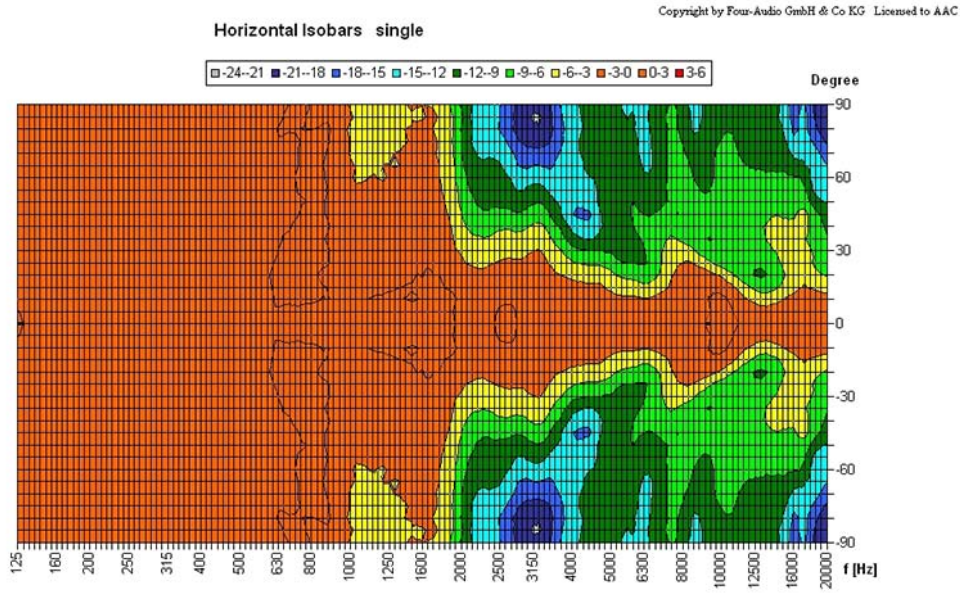 Copyright by Four-Audio GmbH & Co KG Licensed to AAC
Horizontal Isobars single
-24--21 -21--18 -18--15 -15--12 -12--9 -9-6 -6--3 -3-0 0-3 3-6
Degree
90
60
30
0
-30
-60
-90
125 160 200 250 315 400 500 630 800 1000 1250 1600 2000 2500 3150 4000 5000 6300 8000 10000 12500 16000 20000 f [Hz]